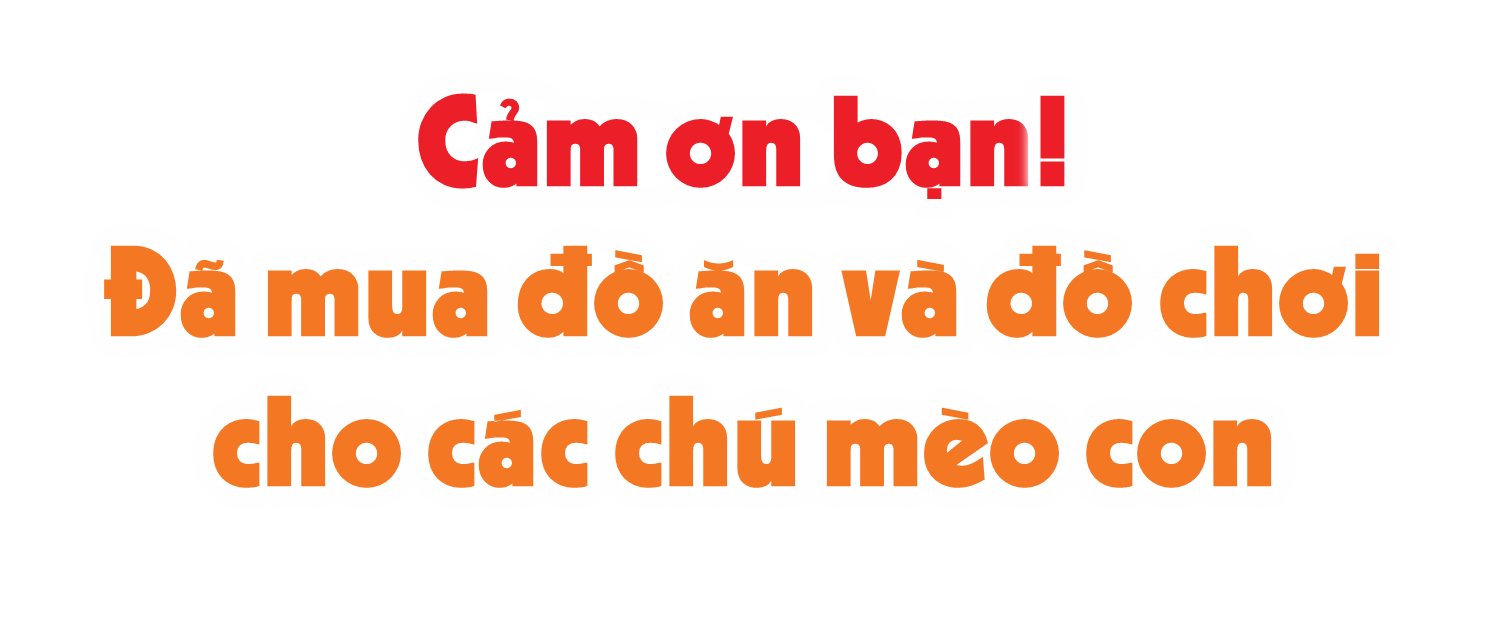 Cảm ơn bạn!
Đã mua đồ ăn và đồ chơi
cho các chú mèo con